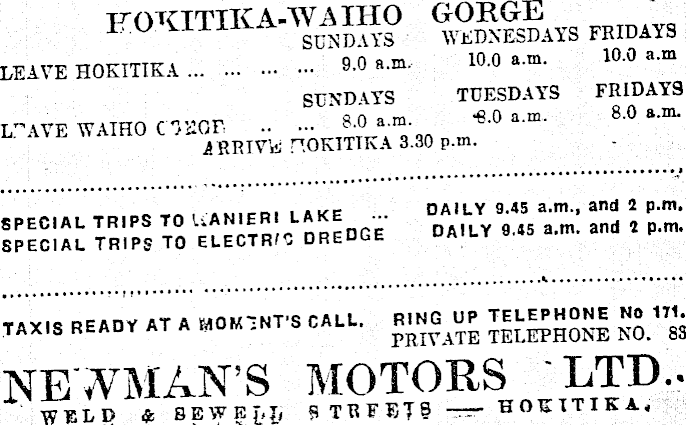 HOKITIKA-WAIHO GORGE
SUNDAYS WEDNESDAYS FRIDAYS
LEAVE HOKITIKA ... ... ... ... 9.0 a.m. 10.0 a.m. 10.0 a.m
SUNDAYS TUESDAYS FRIDAYS
LEAVE WAIHO GORGE .. ... 8.0 a.m. 8.0 a.m. 8.0 a.m.
ARRIVE HOKITIKA 3.30 p.m.
SPECIAL TRIPS TO KANIERI LAKE ... DAILY 9.45 a.m., and 2 p.m.
SPECIAL TRIPS TO ELECTRIC DREDGE DAILY 9.45 a.m. and 2 p.m.
TAXIS READY AT A MOMENT'S CALL. RING UP TELEPHONE No 171.
PRIVATE TELEPHONE NO. 83
NEWMAN'S MOTORS LTD..
WELD & SEWELL STREETS — HOKITIKA.